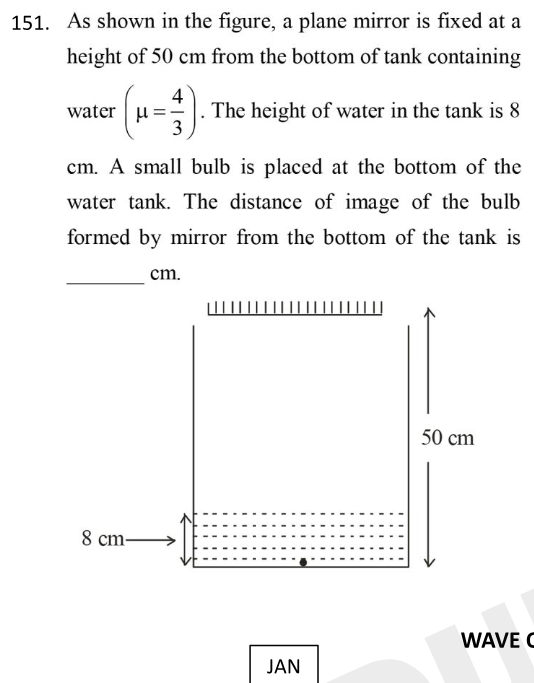 151. As shown in the figure, a plane mirror is fixed at a
height of 50 cm from the bottom of tank containing
water (μ = 4/3). The height of water in the tank is 8
cm. A small bulb is placed at the bottom of the
water tank. The distance of image of the bulb
formed by mirror from the bottom of the tank is
________ cm.
50 cm
8 cm
WAVE
JAN